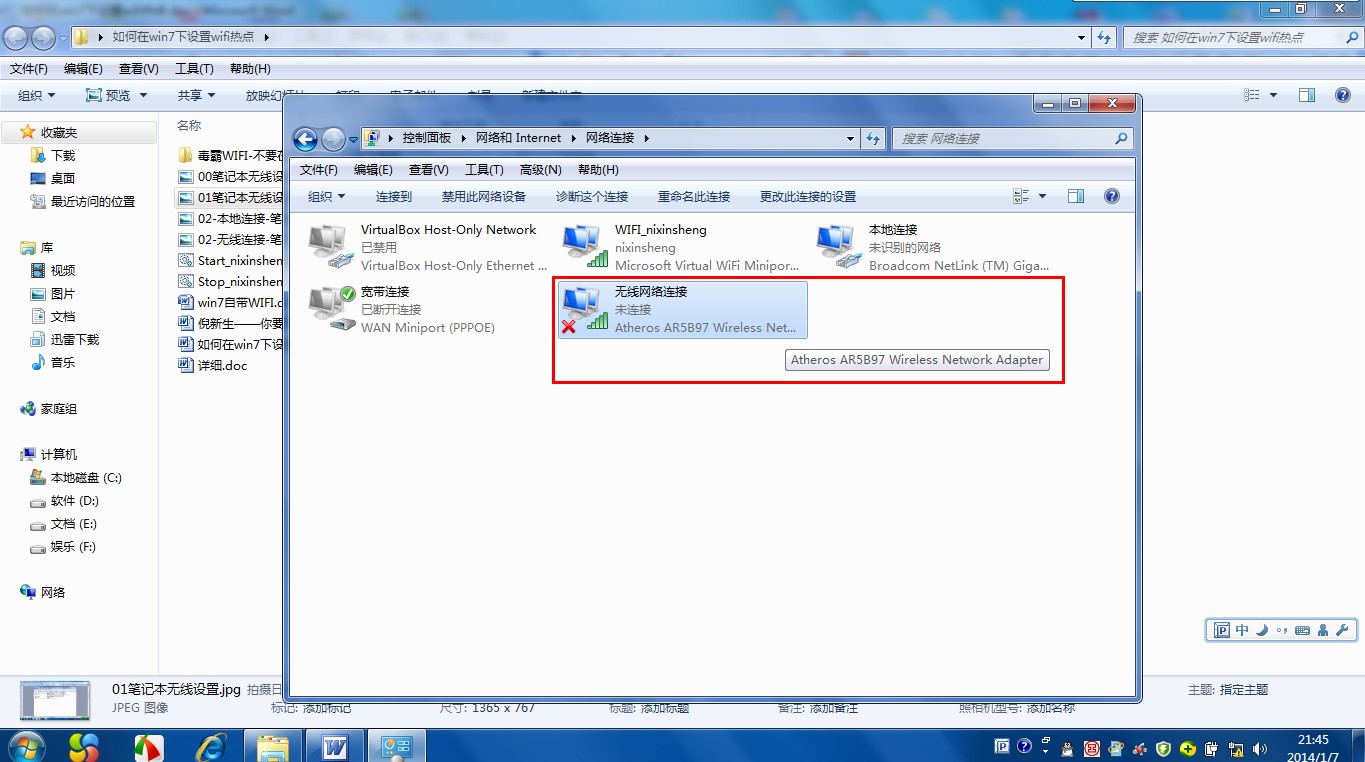 如何在win7下设置wifi热点
搜索 如何在win7下设置wifi热点
文件(F) 编辑(E) 查看(V) 工具(T) 帮助(H)
组织 预览 共享
收藏夹
下载
桌面
最近访问的位置
库
视频
图片
文档
迅雷下载
音乐
家庭组
计算机
本地磁盘 (C:)
软件 (D:)
文档 (E:)
娱乐 (F:)
网络
名称
毒霸WIFI-不要在
00笔记本无线设
01笔记本无线设
02-本地连接-笔
02-无线连接-笔
Start_nixinshen
Stop_nixinshen
win7自带WIFI.d
倪新生——你要
如何在win7下设
详细.doc
控制面板 网络和 Internet 网络连接
搜索 网络连接
文件(F) 编辑(E) 查看(V) 工具(T) 高级(N) 帮助(H)
组织 连接到 禁用此网络设备 诊断这个连接 重命名此连接 更改此连接的设置
VirtualBox Host-Only Network
已禁用
VirtualBox Host-Only Ethernet ...
WIFI_nixinsheng
nixinsheng
Microsoft Virtual WiFi Minipor...
本地连接
未识别的网络
Broadcom NetLink (TM) Giga...
宽带连接
已断开连接
WAN Miniport (PPPOE)
无线网络连接
未连接
Atheros AR5B97 Wireless Net...
Atheros AR5B97 Wireless Network Adapter
中
01笔记本无线设置.jpg 拍摄日
JPEG 图像
标记: 添加标记
尺寸: 1365 x 767
标题: 添加标题
备注: 添加备注
照相机型号: 添加名称
主题: 指定主题
21:45
2014/1/7